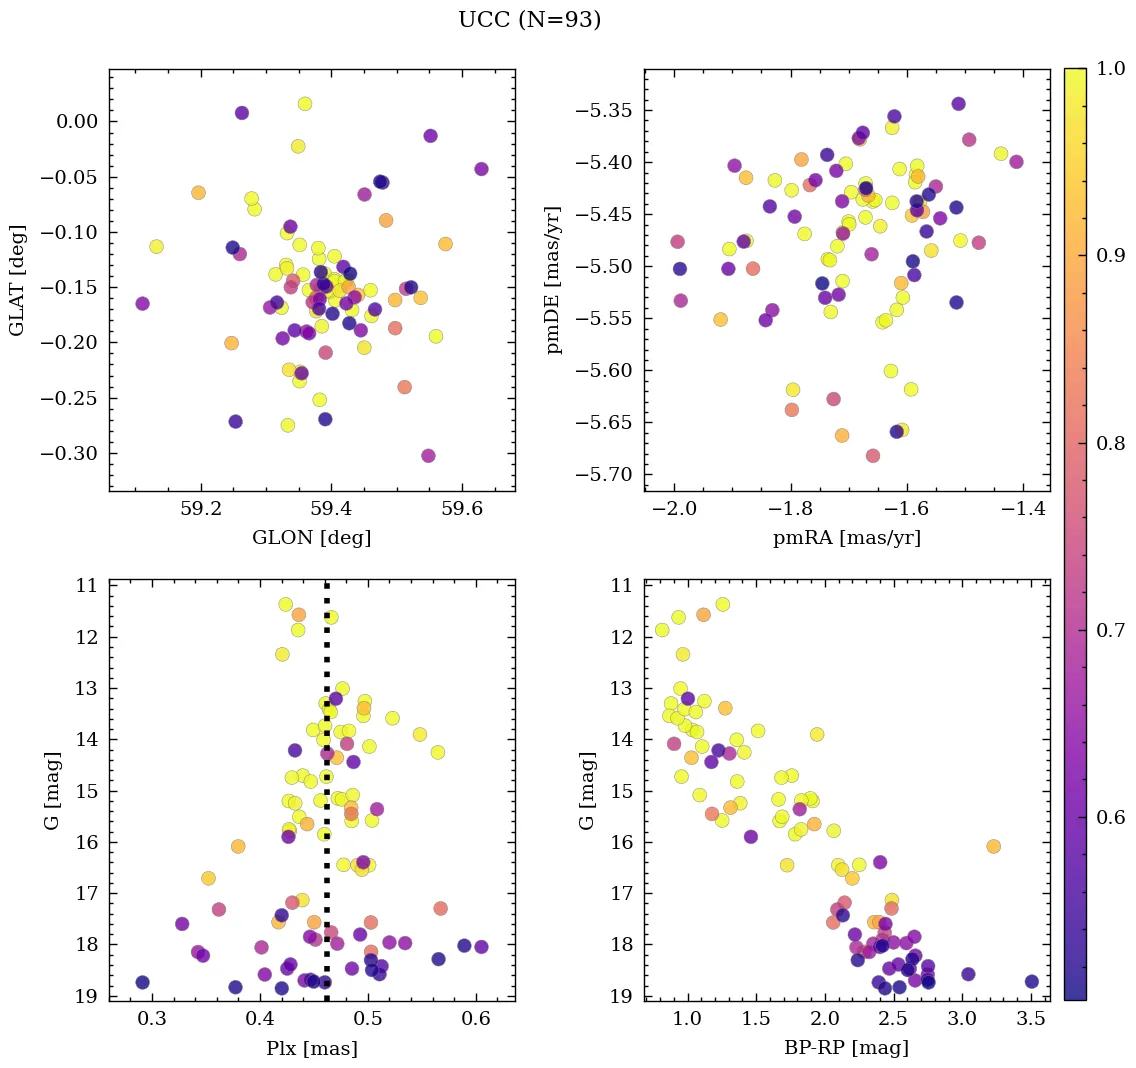 UCC (N=93)
0.00
−0.05
−0.10
−0.15
−0.20
−0.25
−0.30
GLAT [deg]
59.2 59.4 59.6
GLON [deg]
−5.35
−5.40
−5.45
−5.50
−5.55
−5.60
−5.65
−5.70
pmDE [mas/yr]
−2.0 −1.8 −1.6 −1.4
pmRA [mas/yr]
1.0
0.9
0.8
0.7
0.6
11
12
13
14
15
16
17
18
19
G [mag]
0.3 0.4 0.5 0.6
Plx [mas]
11
12
13
14
15
16
17
18
19
G [mag]
1.0 1.5 2.0 2.5 3.0 3.5
BP-RP [mag]